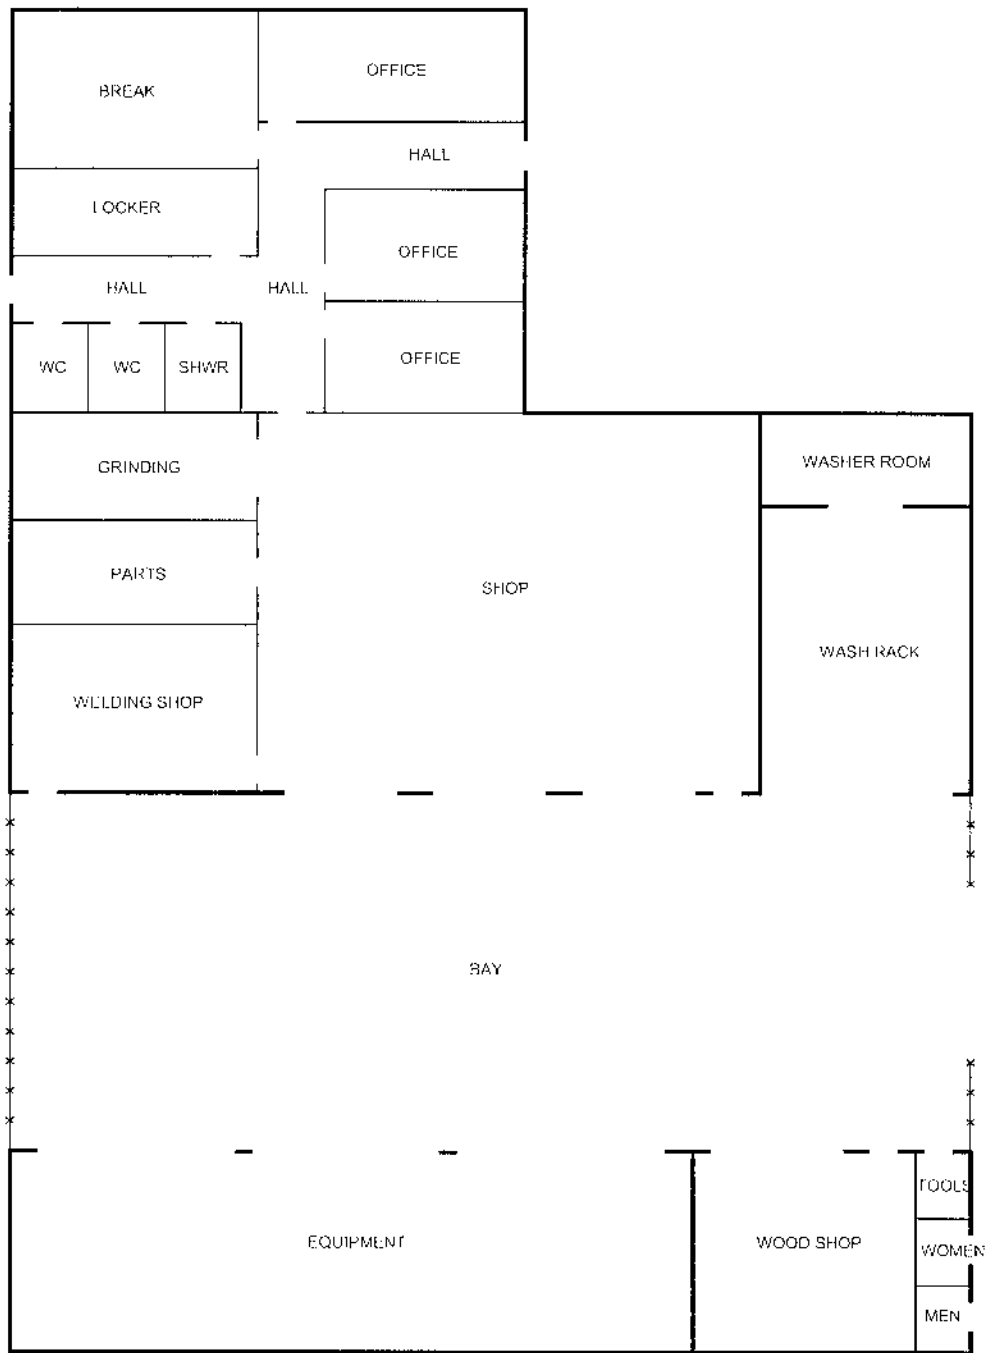 OFFICE
BREAK
HALL
LOCKER
OFFICE
HALL
HALL
OFFICE
WC
WC
SHWR
WASHER ROOM
GRINDING
PARTS
SHOP
WASH RACK
WELDING SHOP
BAY
TOOLS
EQUIPMENT
WOOD SHOP
WOMEN
MEN